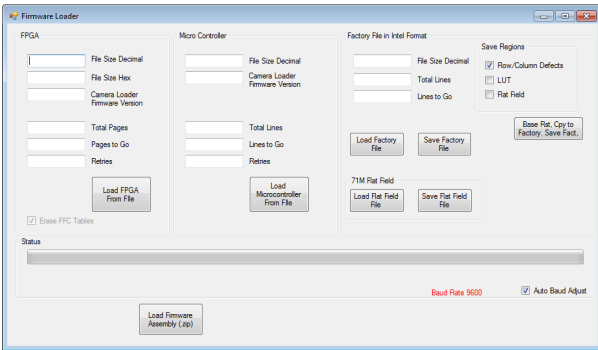 Firmware Loader
FPGA
File Size Decimal
File Size Hex
Camera Loader
Firmware Version
Total Pages
Pages to Go
Retries
Load FPGA
From File
Erase FFC Tables
Micro Controller
File Size Decimal
Camera Loader
Firmware Version
Total Lines
Lines to Go
Retries
Load
Microcontroller
From File
Factory File in Intel Format
File Size Decimal
Total Lines
Lines to Go
Save Regions
Row/Column Defects
LUT
Flat Field
Base Rst, Cpy to
Factory, Save Fact,
Load Factory
File
Save Factory
File
71M Flat Field
Load Flat Field
File
Save Flat Field
File
Status
Baud Rate 9600
Auto Baud Adjust
Load Firmware
Assembly (.zip)